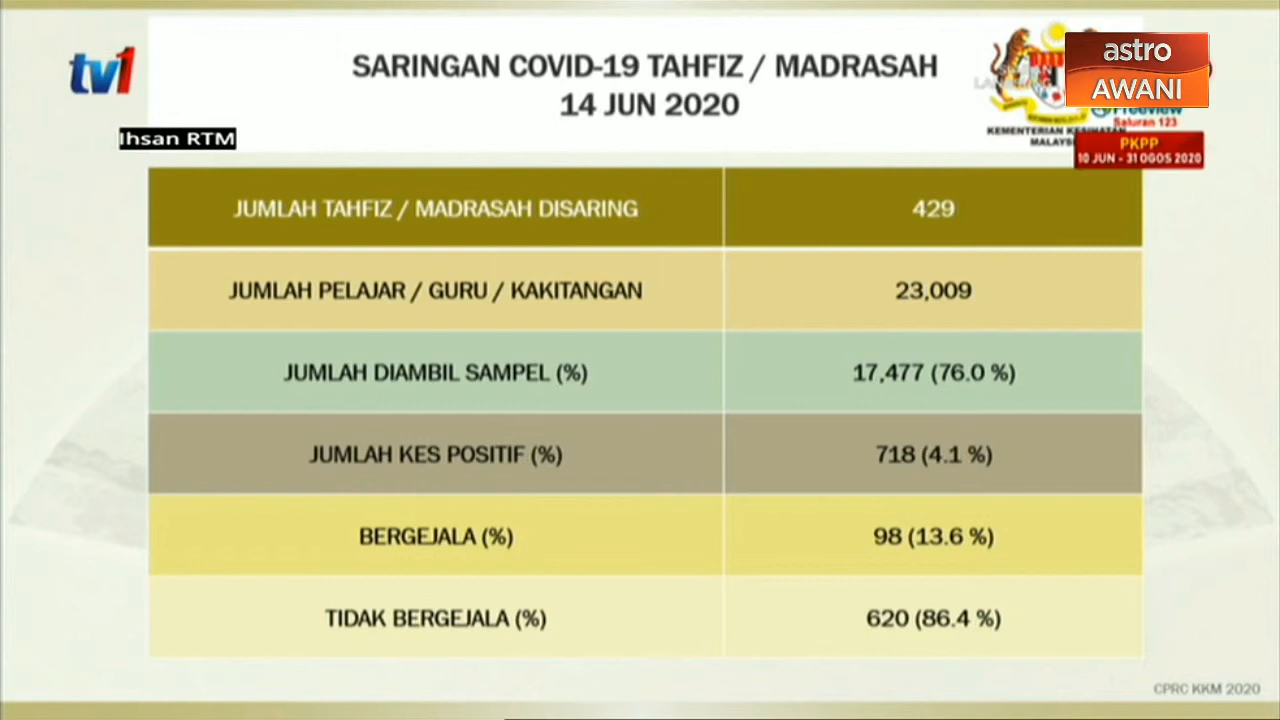 tv1
Ihsan RTM
SARINGAN COVID-19 TAHFIZ / MADRASAH
14 JUN 2020
astro
AWANI
Freeview
Saluran 123
KEMENTERIAN KESIHATAN
MALAYSIA
PKPP
10 JUN - 31 OGOS 2020
JUMLAH TAHFIZ / MADRASAH DISARING 429
JUMLAH PELAJAR / GURU / KAKITANGAN 23,009
JUMLAH DIAMBIL SAMPEL (%) 17,477 (76.0 %)
JUMLAH KES POSITIF (%) 718 (4.1 %)
BERGEJALA (%) 98 (13.6 %)
TIDAK BERGEJALA (%) 620 (86.4 %)
CPRC KKM 2020